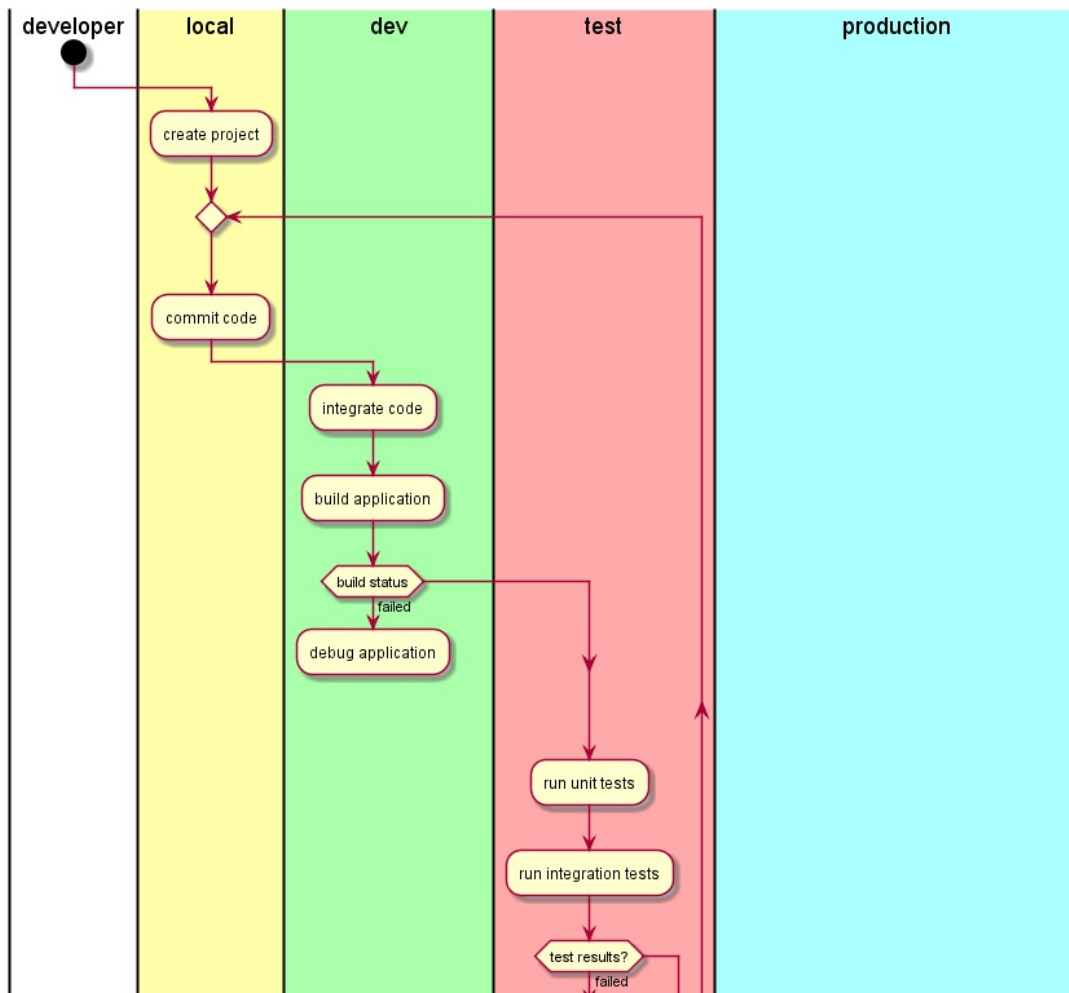 developer
local
dev
test
production
create project
commit code
integrate code
build application
build status
failed
debug application
run unit tests
run integration tests
test results?
failed